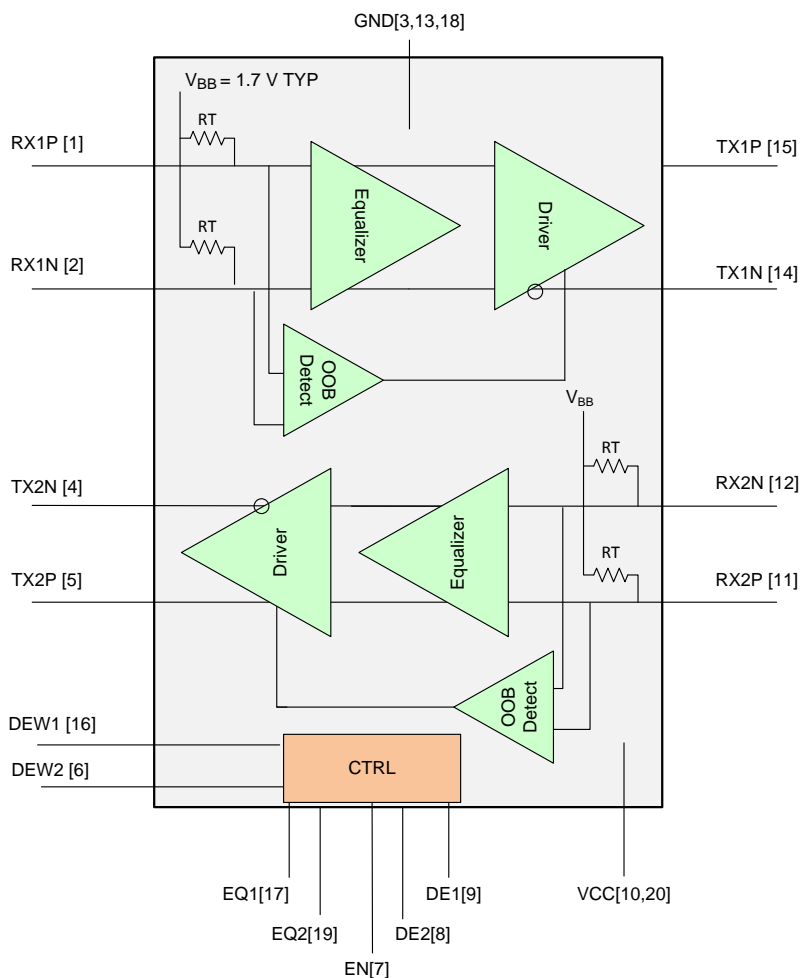 GND[3,13,18]
VBB = 1.7 V TYP
RT
RX1P [1]
TX1P [15]
Equalizer
Driver
RT
RX1N [2]
TX1N [14]
OOB
Detect
VBB
RT
TX2N [4]
RX2N [12]
Driver
Equalizer
RT
TX2P [5]
RX2P [11]
OOB
Detect
DEW1 [16]
CTRL
DEW2 [6]
EQ1[17]
DE1[9]
VCC[10,20]
EQ2[19]
DE2[8]
EN[7]